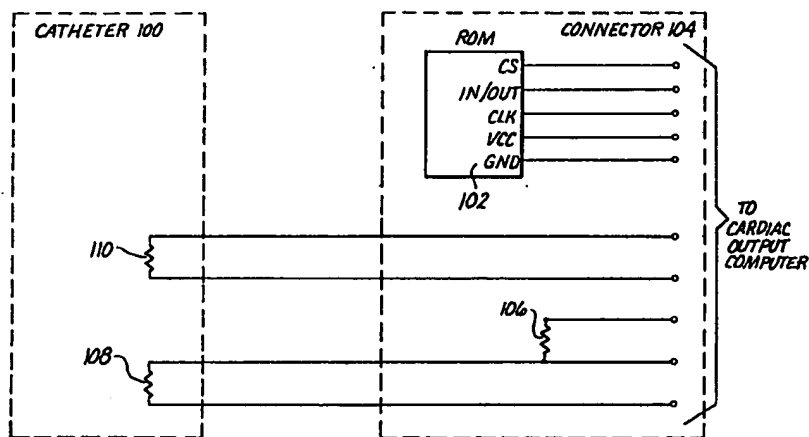 CATHETER 100
CONNECTOR 104
ROM
CS
IN/OUT
CLK
VCC
GND
102
110
106
108
TO
CARDIAC
OUTPUT
COMPUTER